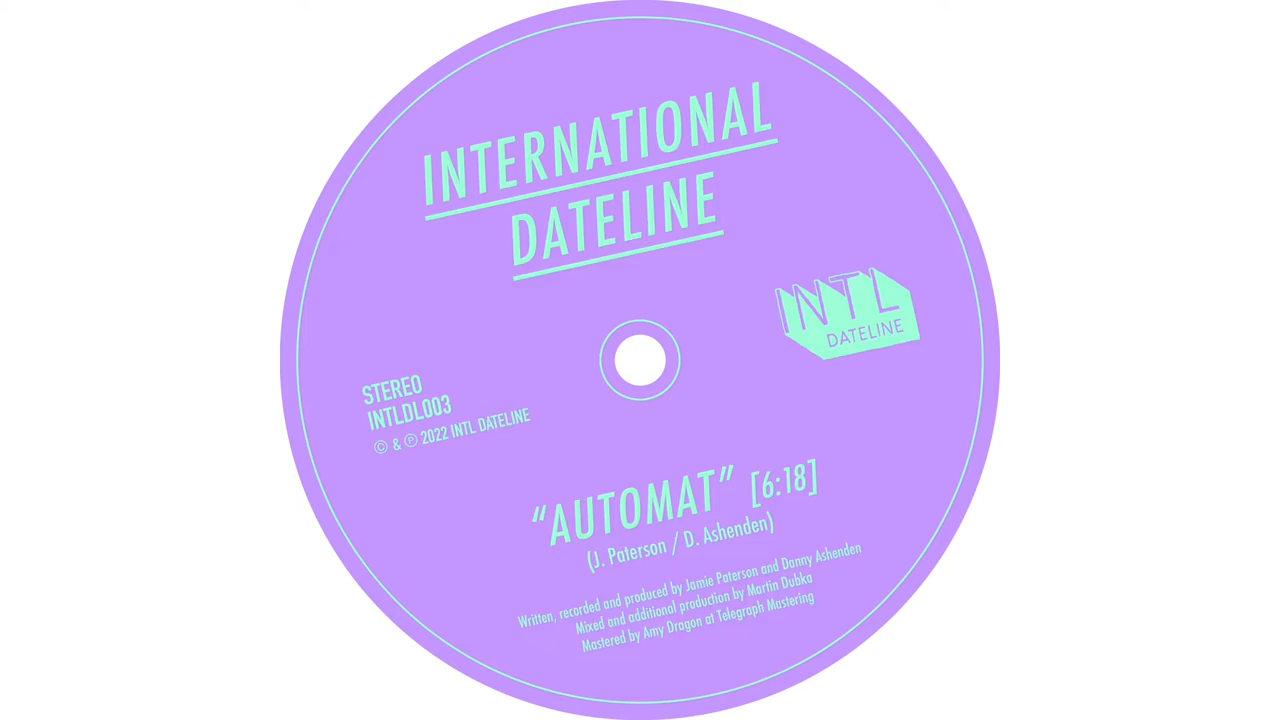 INTERNATIONAL
DATELINE
INTL
DATELINE
STEREO
INTLDL003
© & ℗ 2022 INTL DATELINE
“AUTOMAT” [6:18]
(J. Paterson / D. Ashenden)
Written, recorded and produced by Jamie Paterson and Danny Ashenden
Mixed and additional production by Martin Dubka
Mastered by Amy Dragon at Telegraph Mastering